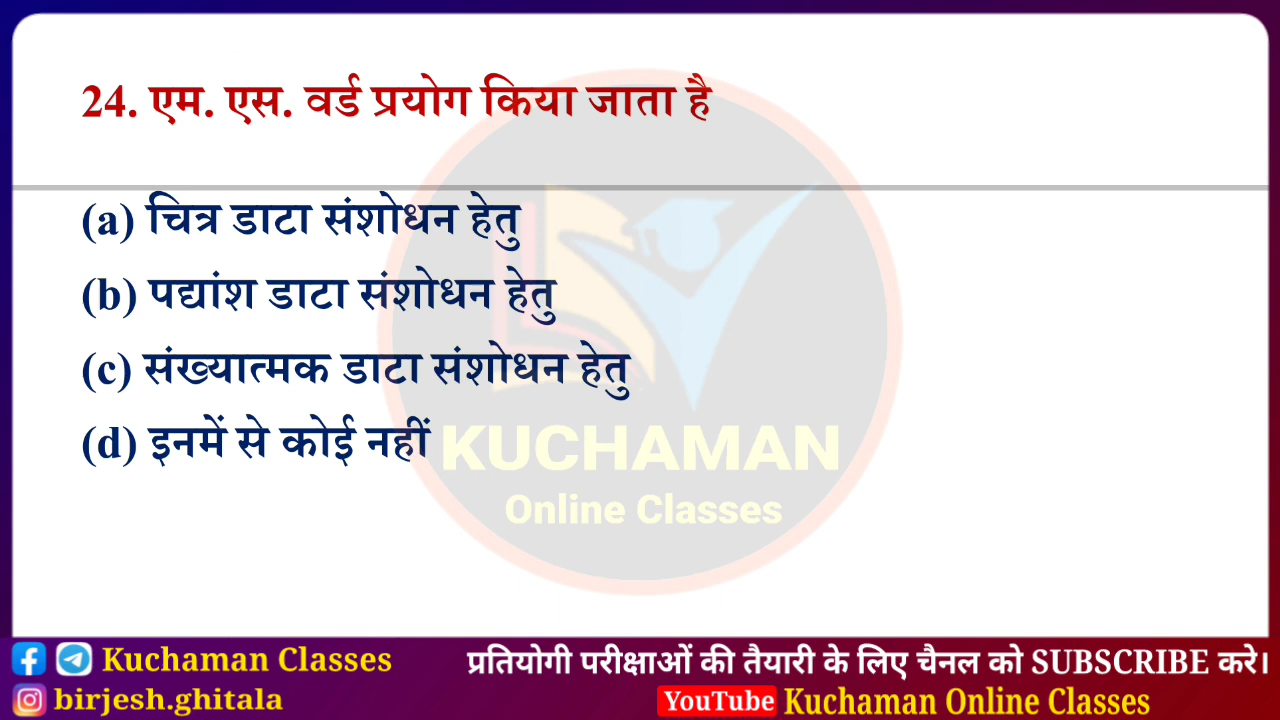 24. एम. एस. वर्ड प्रयोग किया जाता है
(a) चित्र डाटा संशोधन हेतु
(b) पद्यांश डाटा संशोधन हेतु
(c) संख्यात्मक डाटा संशोधन हेतु
(d) इनमें से कोई नहीं
KUCHAMAN
Online Classes
Kuchaman Classes
प्रतियोगी परीक्षाओं की तैयारी के लिए चैनल को SUBSCRIBE करे।
birjesh.ghitala
YouTube Kuchaman Online Classes